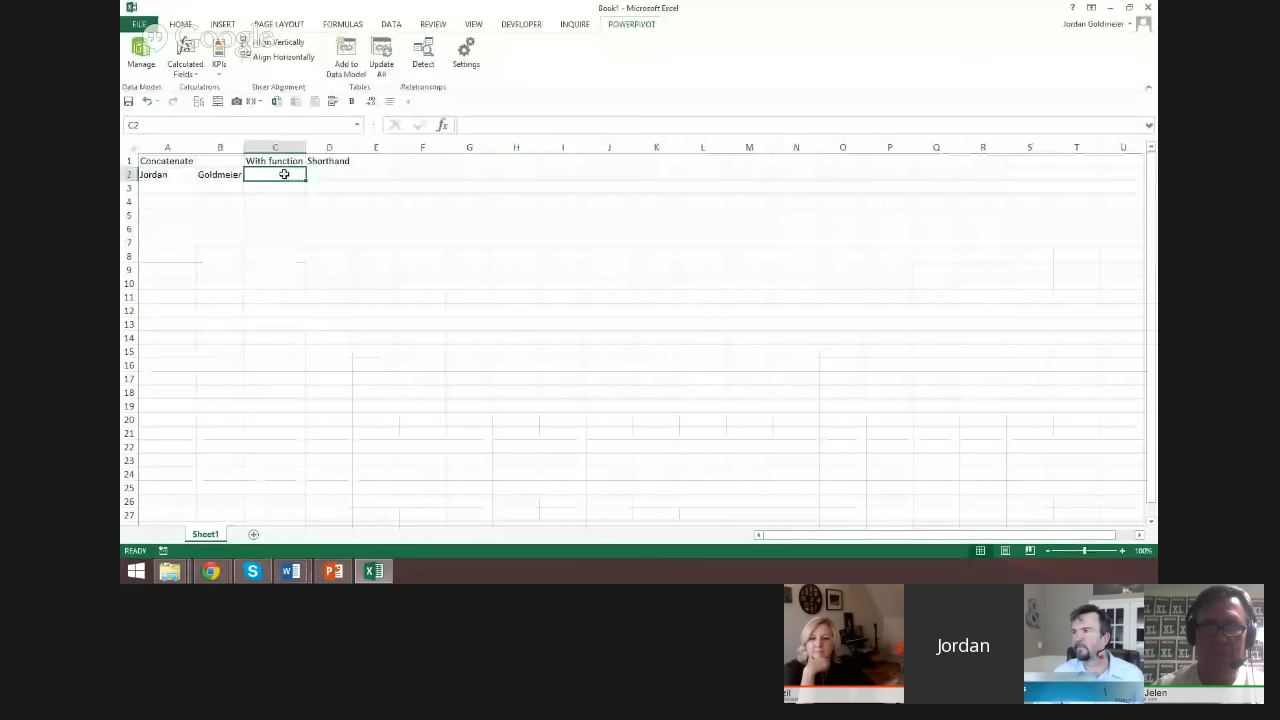 Book1 - Microsoft Excel
FILE HOME INSERT PAGE LAYOUT FORMULAS DATA REVIEW VIEW DEVELOPER INQUIRE POWERPIVOT
Jordan Goldmeier
Google
Manage
Calculated Fields
KPIs
Align Vertically
Align Horizontally
Add to Data Model
Update All
Detect
Settings
Data Model Calculations Slicer Alignment Tables Relationships
C2 fx
A B C D E F G H I J K L M N O P Q R S T U
1 Concatenate With function Shorthand
2 Jordan Goldmeier
3
4
5
6
7
8
9
10
11
12
13
14
15
16
17
18
19
20
21
22
23
24
25
26
27
Sheet1
READY 100%
Jordan
zil
s
Jelen